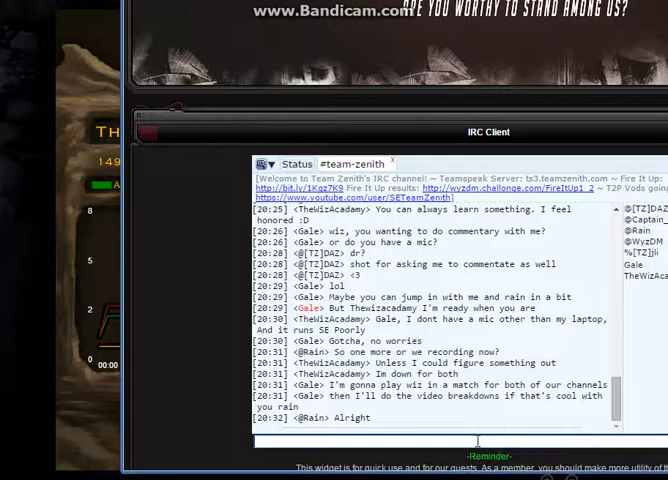 www.Bandicam.com
ARE YOU WORTHY TO STAND AMONG US?
IRC Client
Status #team-zenith x
[Welcome to Team Zenith's IRC channel! ~ Teamspeak Server: ts3.teamzenith.com ~ Fire It Up:
http://bit.ly/1Kqz7K9 Fire It Up results: http://wyzdm.challonge.com/FireItUp1_2 ~ T2P Vods going
https://www.youtube.com/user/SETeamZenith]
[20:25] <TheWizAcadamy> You can always learn something. I feel
honored :D
[20:26] <Gale> wiz, you wanting to do commentary with me?
[20:26] <Gale> or do you have a mic?
[20:28] <@[TZ]DAZ> dr?
[20:28] <@[TZ]DAZ> shot for asking me to commentate as well
[20:28] <@[TZ]DAZ> <3
[20:29] <Gale> lol
[20:29] <Gale> Maybe you can jump in with me and rain in a bit
[20:29] <Gale> But Thewizacadamy I'm ready when you are
[20:30] <TheWizAcadamy> Gale, I dont have a mic other than my laptop,
And it runs SE Poorly
[20:30] <Gale> Gotcha, no worries
[20:31] <@Rain> So one more or we recording now?
[20:31] <TheWizAcadamy> Unless I could figure something out
[20:31] <TheWizAcadamy> Im down for both
[20:31] <Gale> I'm gonna play wiz in a match for both of our channels
[20:31] <Gale> then I'll do the video breakdowns if that's cool with
you rain
[20:32] <@Rain> Alright
@[TZ]DAZ
@Captain_
@Rain
@WyzDM
%[TZ]jli
Gale
TheWizAca
-Reminder-
This widget is for quick use and for our guests. As a member, you should make more utility of
Th
149
A
8
5
2
0
00:00